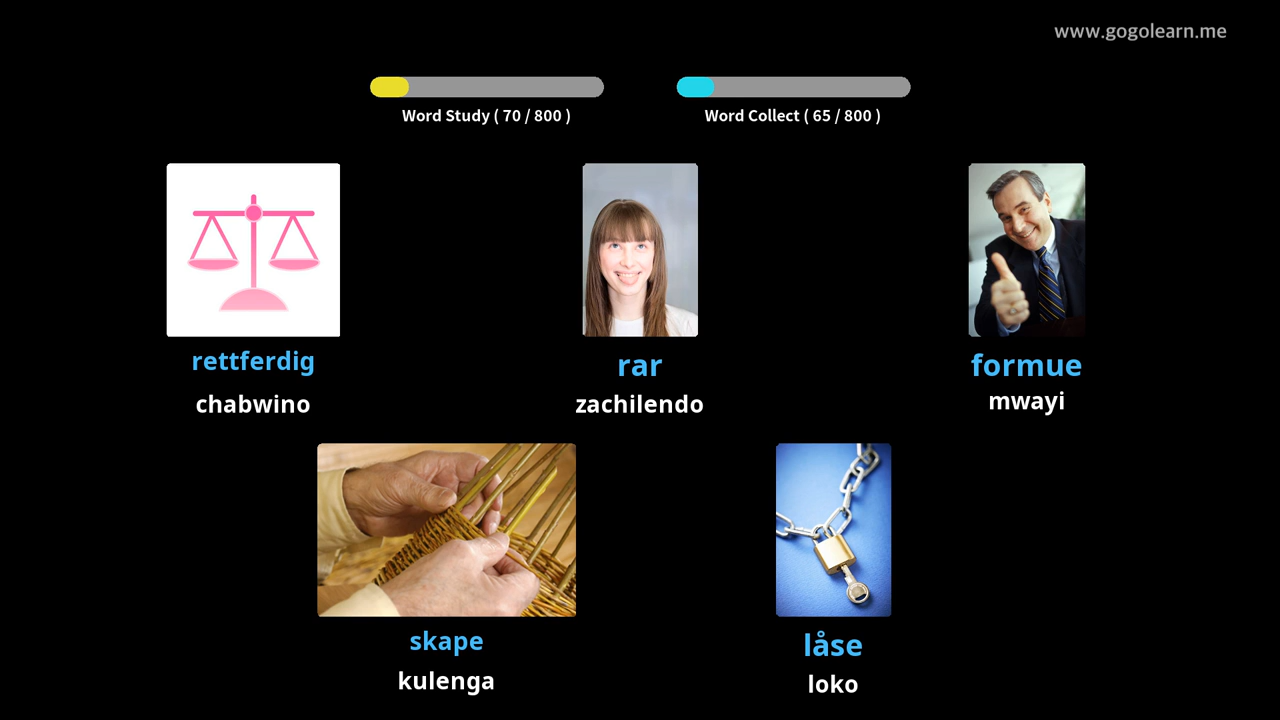 www.gogolearn.me
Word Study ( 70 / 800 )
Word Collect ( 65 / 800 )
rettferdig
chabwino
rar
zachilendo
formue
mwayi
skape
kulenga
låse
loko